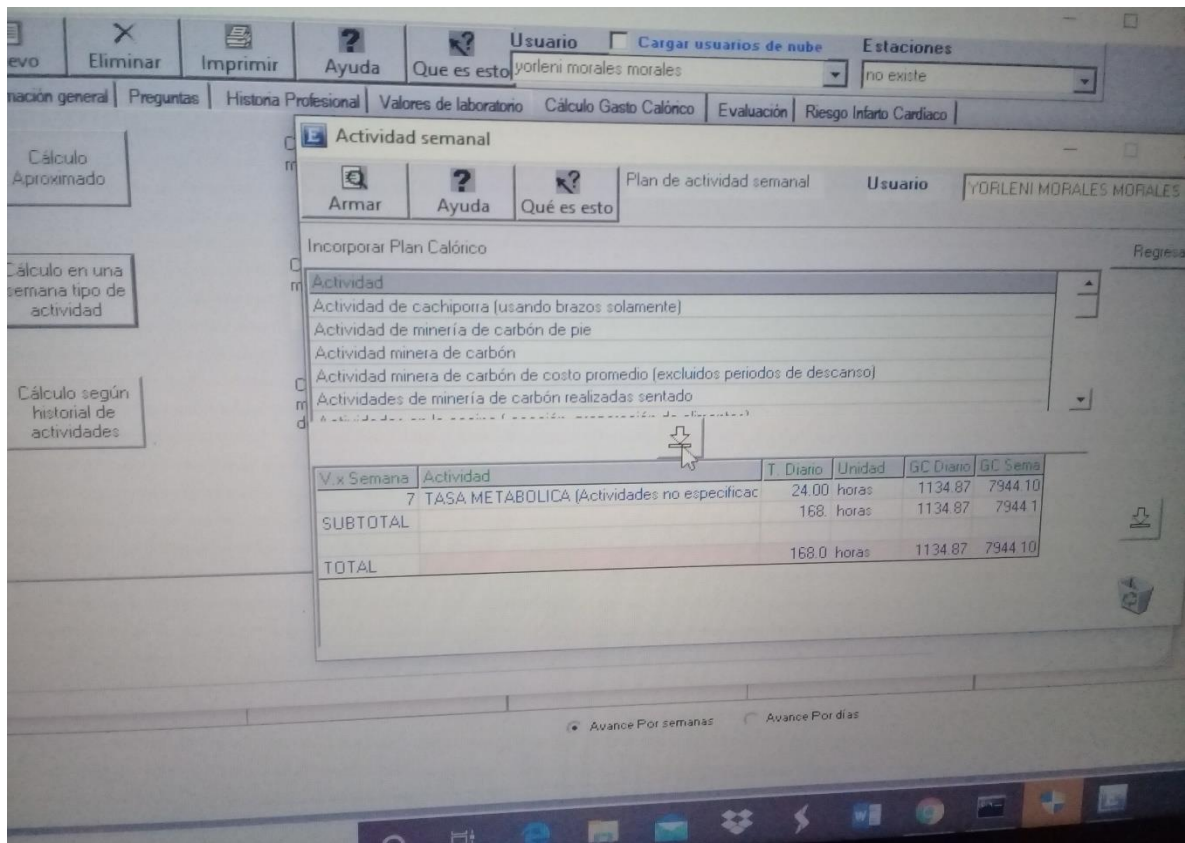 evo Eliminar Imprimir Ayuda Que es esto
Usuario Cargar usuarios de nube Estaciones
yorleni morales morales no existe
mación general Preguntas Historia Profesional Valores de laboratorio Cálculo Gasto Calórico Evaluación Riesgo Infarto Cardíaco
Cálculo
Aproximado
Cálculo en una
semana tipo de
actividad
Cálculo según
historial de
actividades
Actividad semanal
Armar Ayuda Qué es esto
Plan de actividad semanal Usuario YORLENI MORALES MORALES
Incorporar Plan Calórico
Regresa
Actividad
Actividad de cachiporra (usando brazos solamente)
Actividad de minería de carbón de pie
Actividad minera de carbón
Actividad minera de carbón de costo promedio (excluidos periodos de descanso)
Actividades de minería de carbón realizadas sentado
V.x Semana Actividad T. Diario Unidad GC Diario GC Sema
7 TASA METABOLICA (Actividades no especificac 24.00 horas 1134.87 7944.10
SUBTOTAL 168. horas 1134.87 7944.1
TOTAL 168.0 horas 1134.87 7944.10
Avance Por semanas Avance Por días